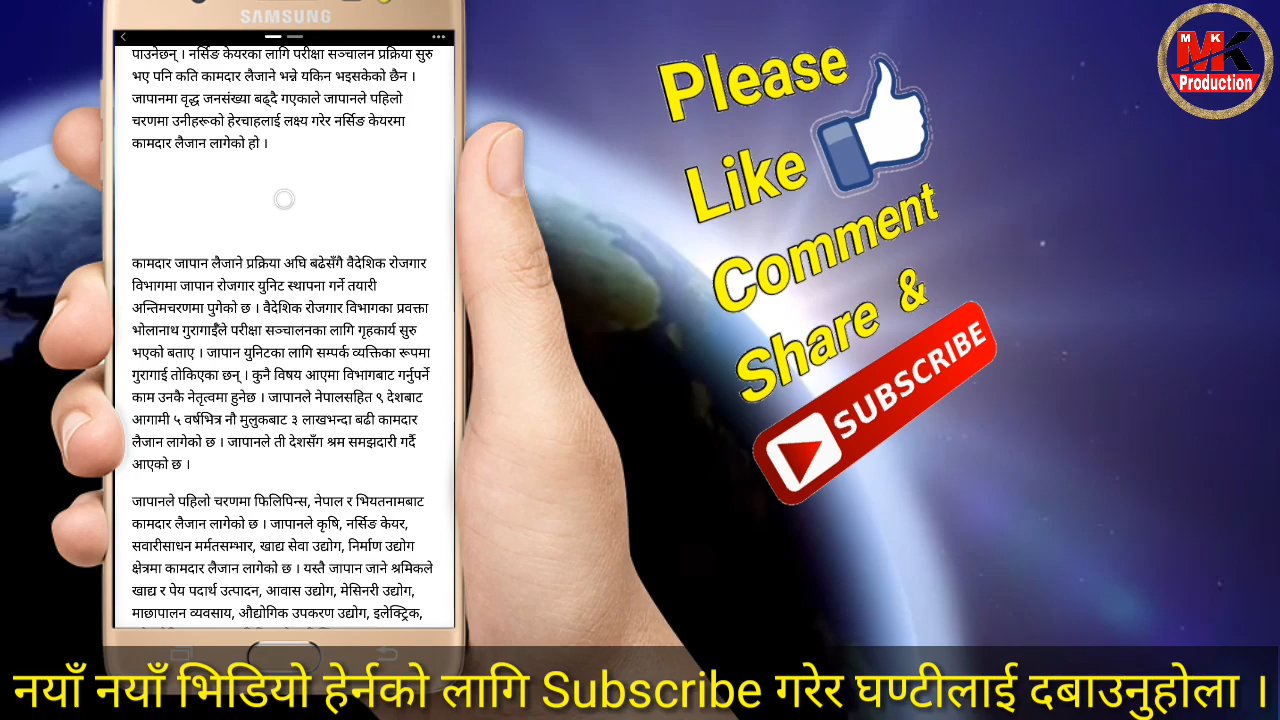 SAMSUNG
पाउनेछन् । नर्सिङ केयरका लागि परीक्षा सञ्चालन प्रक्रिया सुरु
भए पनि कति कामदार लैजाने भन्ने यकिन भइसकेको छैन ।
जापानमा वृद्ध जनसंख्या बढ्दै गएकाले जापानले पहिलो
चरणमा उनीहरूको हेरचाहलाई लक्ष्य गरेर नर्सिङ केयरमा
कामदार लैजान लागेको हो ।
कामदार जापान लैजाने प्रक्रिया अघि बढेसँगै वैदेशिक रोजगार
विभागमा जापान रोजगार युनिट स्थापना गर्ने तयारी
अन्तिमचरणमा पुगेको छ । वैदेशिक रोजगार विभागका प्रवक्ता
भोलानाथ गुरागाईँले परीक्षा सञ्चालनका लागि गृहकार्य सुरु
भएको बताए । जापान युनिटका लागि सम्पर्क व्यक्तिका रूपमा
गुरागाई तोकिएका छन् । कुनै विषय आएमा विभागबाट गर्नुपर्ने
काम उनकै नेतृत्वमा हुनेछ । जापानले नेपालसहित ९ देशबाट
आगामी ५ वर्षभित्र नौ मुलुकबाट ३ लाखभन्दा बढी कामदार
लैजान लागेको छ । जापानले ती देशसँग श्रम समझदारी गर्दै
आएको छ ।
जापानले पहिलो चरणमा फिलिपिन्स, नेपाल र भियतनामबाट
कामदार लैजान लागेको छ । जापानले कृषि, नर्सिङ केयर,
सवारीसाधन मर्मतसम्भार, खाद्य सेवा उद्योग, निर्माण उद्योग
क्षेत्रमा कामदार लैजान लागेको छ । यस्तै जापान जाने श्रमिकले
खाद्य र पेय पदार्थ उत्पादन, आवास उद्योग, मेसिनरी उद्योग,
माछापालन व्यवसाय, औद्योगिक उपकरण उद्योग, इलेक्ट्रिक,
Please
Like
Comment
Share &
SUBSCRIBE
M K
MK
Production
नयाँ नयाँ भिडियो हेर्नको लागि Subscribe गरेर घण्टीलाई दबाउनुहोला ।